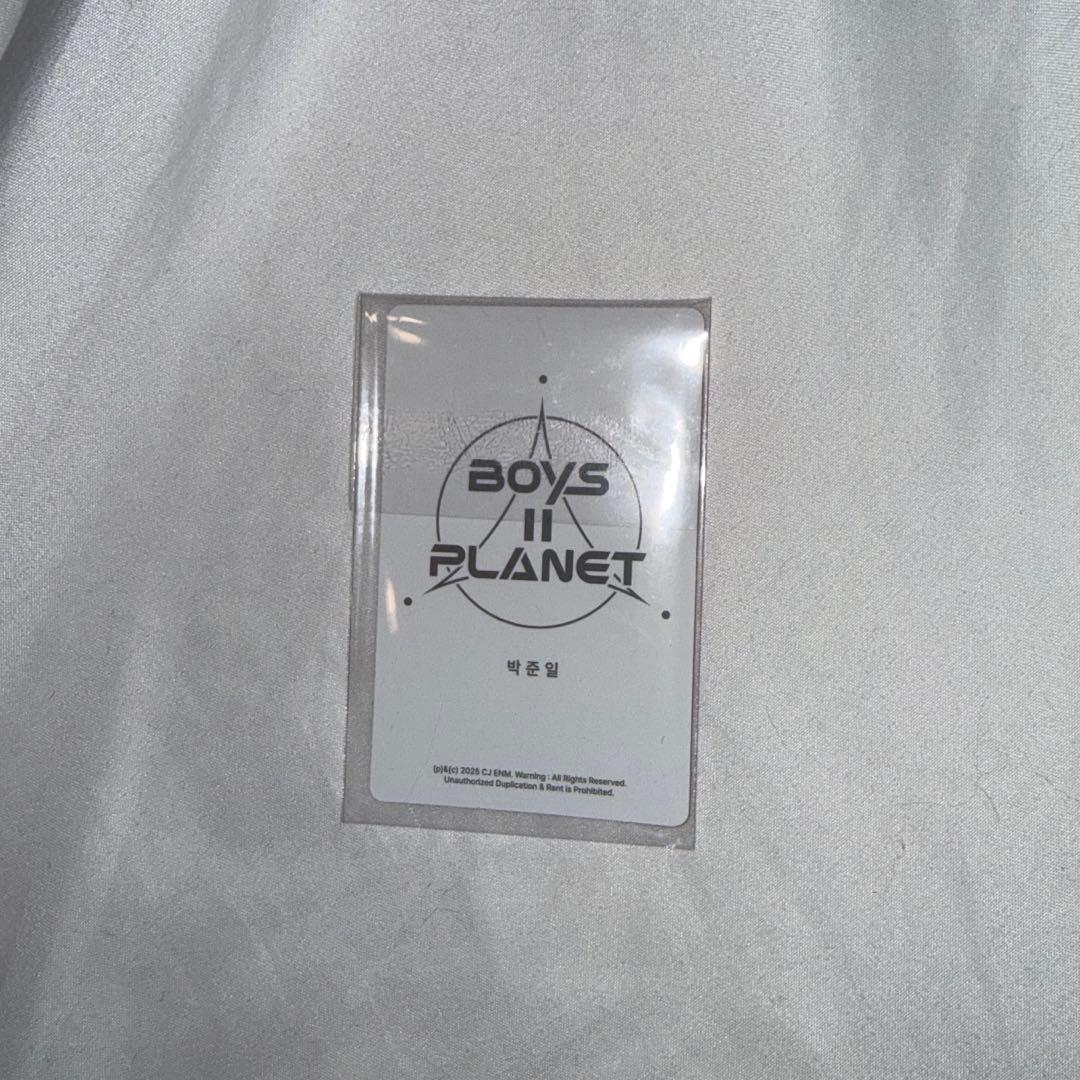 BOYS
II
PLANET
박준일
(p)&(c) 2025 CJ ENM. Warning : All Rights Reserved.
Unauthorized Duplication & Rent is Prohibited.